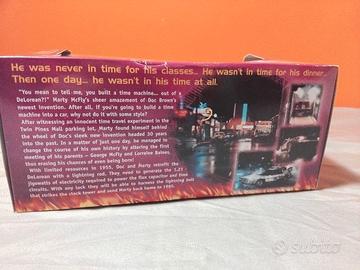 He was never in time for his classes... He wasn't in time for his dinner...
Then one day... he wasn't in his time at all.
"You mean to tell me, you built a time machine... out of a
DeLorean?!" Marty McFly's sheer amazement of Doc Brown's
newest invention. After all, if you're going to build a time
machine into a car, why not do it with some style?
After witnessing an innocent time travel experiment in the
Twin Pines Mall parking lot, Marty found himself behind
the wheel of Doc's sleek new invention headed 30 years
into the past. In a matter of just one day, he managed to
change the course of his own history by altering the first
meeting of his parents - George McFly and Lorraine Baines
thus erasing his chances of even being born!
With limited resources in 1955, Doc and Marty retrofit the
DeLorean with a lightning rod. They need to generate the 1.21
jigowatts of electricity required to power the flux capacitor and time
circuits. With any luck they will be able to harness the lightning bolt
that strikes the clock tower and send Marty back home to 1985.
subito